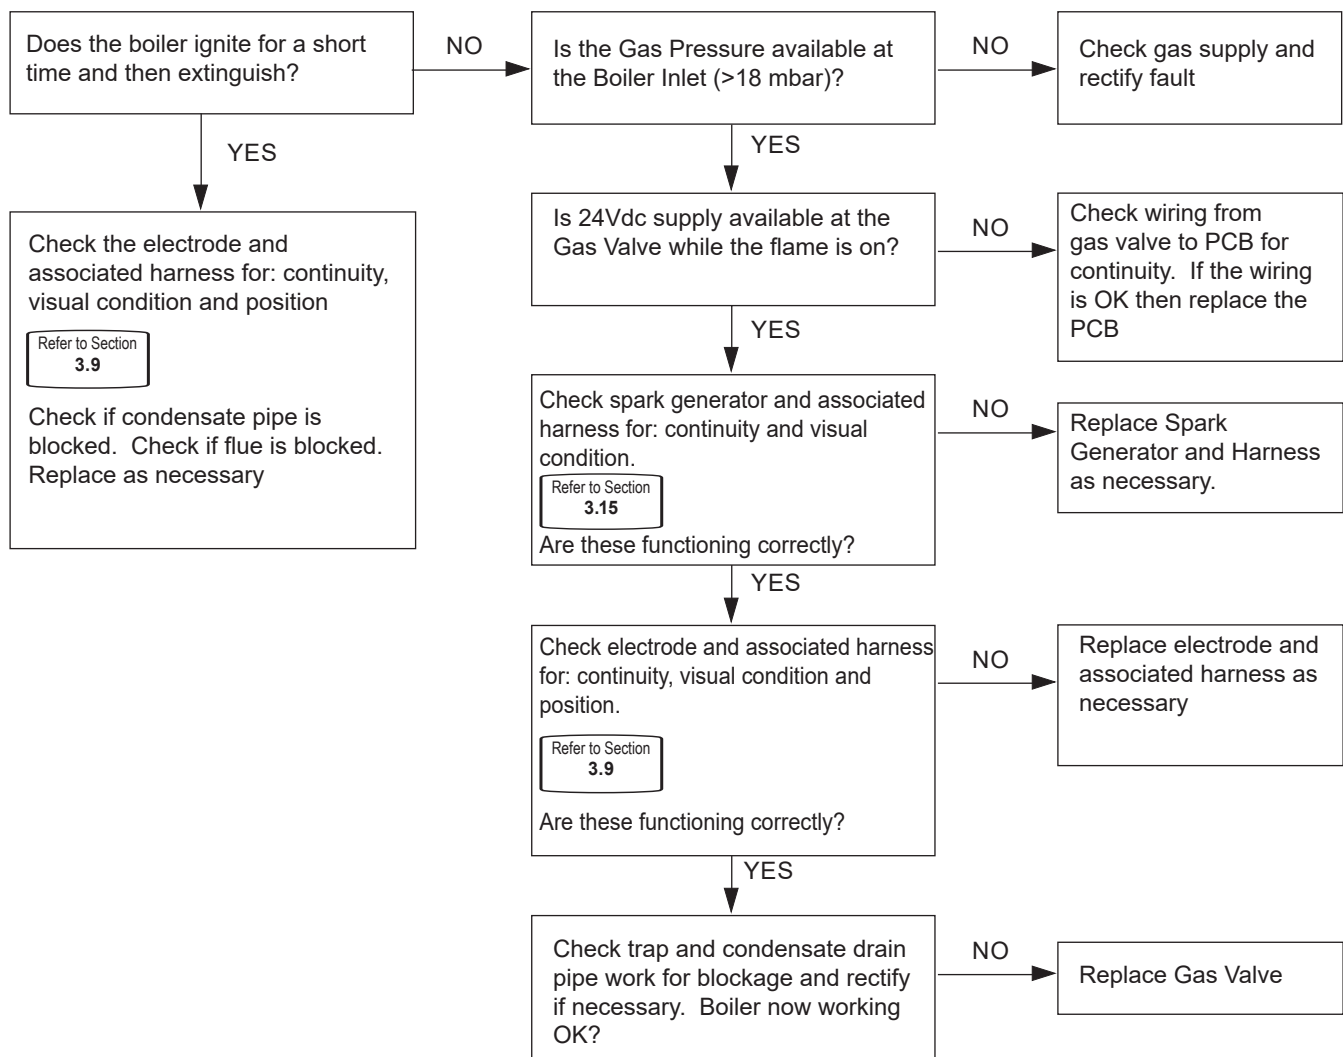 Does the boiler ignite for a short
time and then extinguish?
NO
Is the Gas Pressure available at
the Boiler Inlet (>18 mbar)?
NO
Check gas supply and
rectify fault
YES
YES
Check the electrode and
associated harness for: continuity,
visual condition and position
Refer to Section
3.9
Check if condensate pipe is
blocked.  Check if flue is blocked.
Replace as necessary
Is 24Vdc supply available at the
Gas Valve while the flame is on?
NO
Check wiring from
gas valve to PCB for
continuity.  If the wiring
is OK then replace the
PCB
YES
Check spark generator and associated
harness for: continuity and visual
condition.
Refer to Section
3.15
Are these functioning correctly?
NO
Replace Spark
Generator and Harness
as necessary.
YES
Check electrode and associated harness
for: continuity, visual condition and
position.
Refer to Section
3.9
Are these functioning correctly?
NO
Replace electrode and
associated harness as
necessary
YES
Check trap and condensate drain
pipe work for blockage and rectify
if necessary.  Boiler now working
OK?
NO
Replace Gas Valve